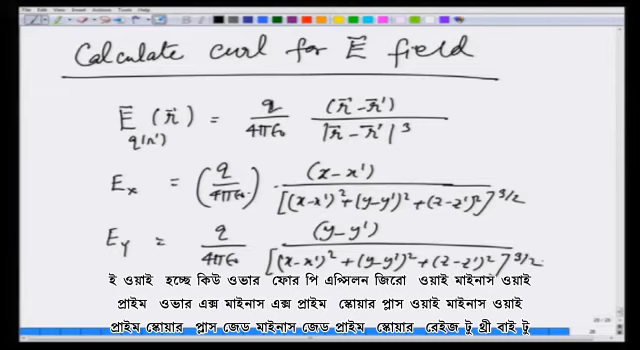 Calculate curl for E⃗ field
E⃗ (r⃗) = q/4πε₀ (r⃗ - r⃗')/|r⃗ - r⃗'|³
q(r')
Eₓ = (q/4πε₀) · (x-x')/[(x-x')²+(y-y')²+(z-z')²]^3/2
E_y = q/4πε₀ (y-y')/[(x-x')²+(y-y')²+(z-z')²]^3/2
ই ওয়াই হচ্ছে কিউ ওভার ফোর পি এপ্সিলন জিরো ওয়াই মাইনাস ওয়াই
প্রাইম ওভার এক্স মাইনাস এক্স প্রাইম স্কোয়ার প্লাস ওয়াই মাইনাস ওয়াই
প্রাইম স্কোয়ার প্লাস জেড মাইনাস জেড প্রাইম স্কোয়ার রেইজ টু থ্রী বাই টু